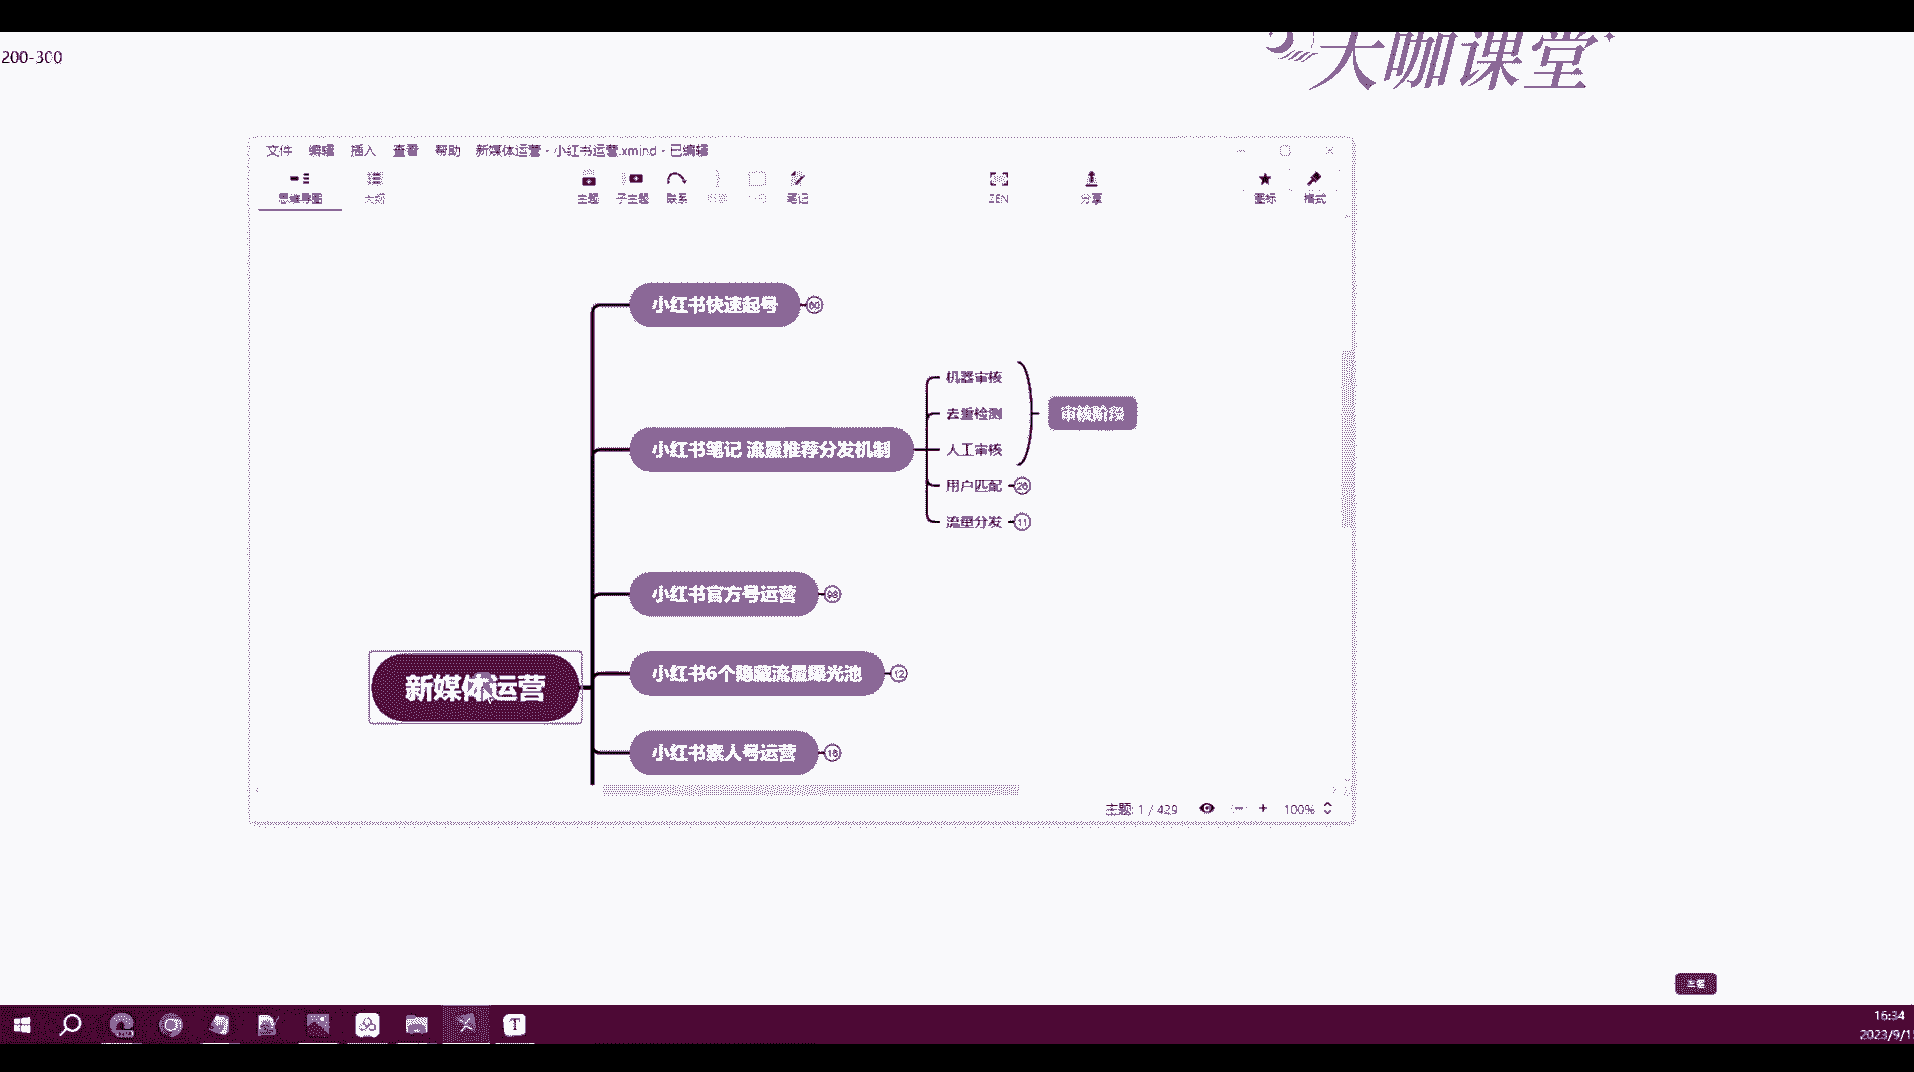 200-300
大咖课堂
文件 编辑 插入 查看 帮助 新媒体运营 - 小红书运营.xmind - 已编辑
思维导图 大纲 主题 子主题 联系 笔记 ZEN 分享 图标 格式
小红书快速起号
机器审核
去重检测
审核阶段
小红书笔记 流量推荐分发机制
人工审核
用户匹配
流量分发 11
小红书官方号运营
小红书6个隐藏流量曝光池 12
新媒体运营
小红书素人号运营
主题: 1 / 429 100%
T
16:34
2023/9/1